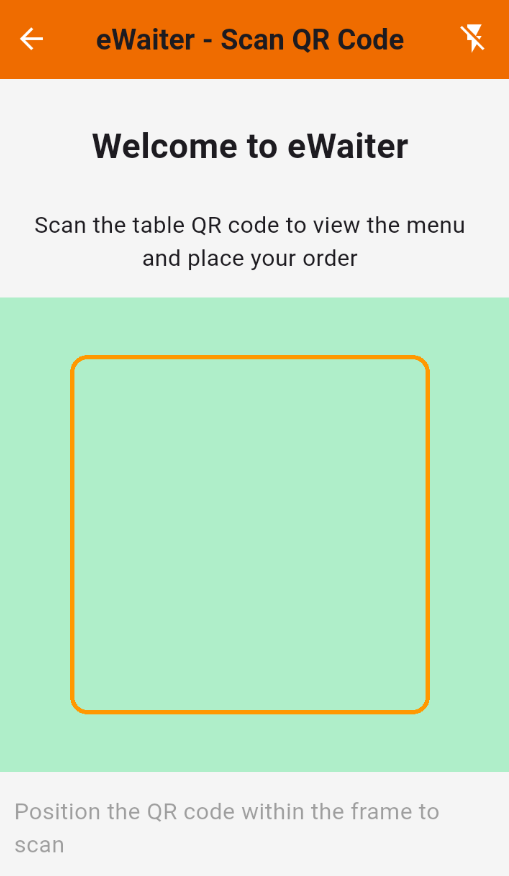 eWaiter - Scan QR Code
Welcome to eWaiter
Scan the table QR code to view the menu
and place your order
Position the QR code within the frame to
scan